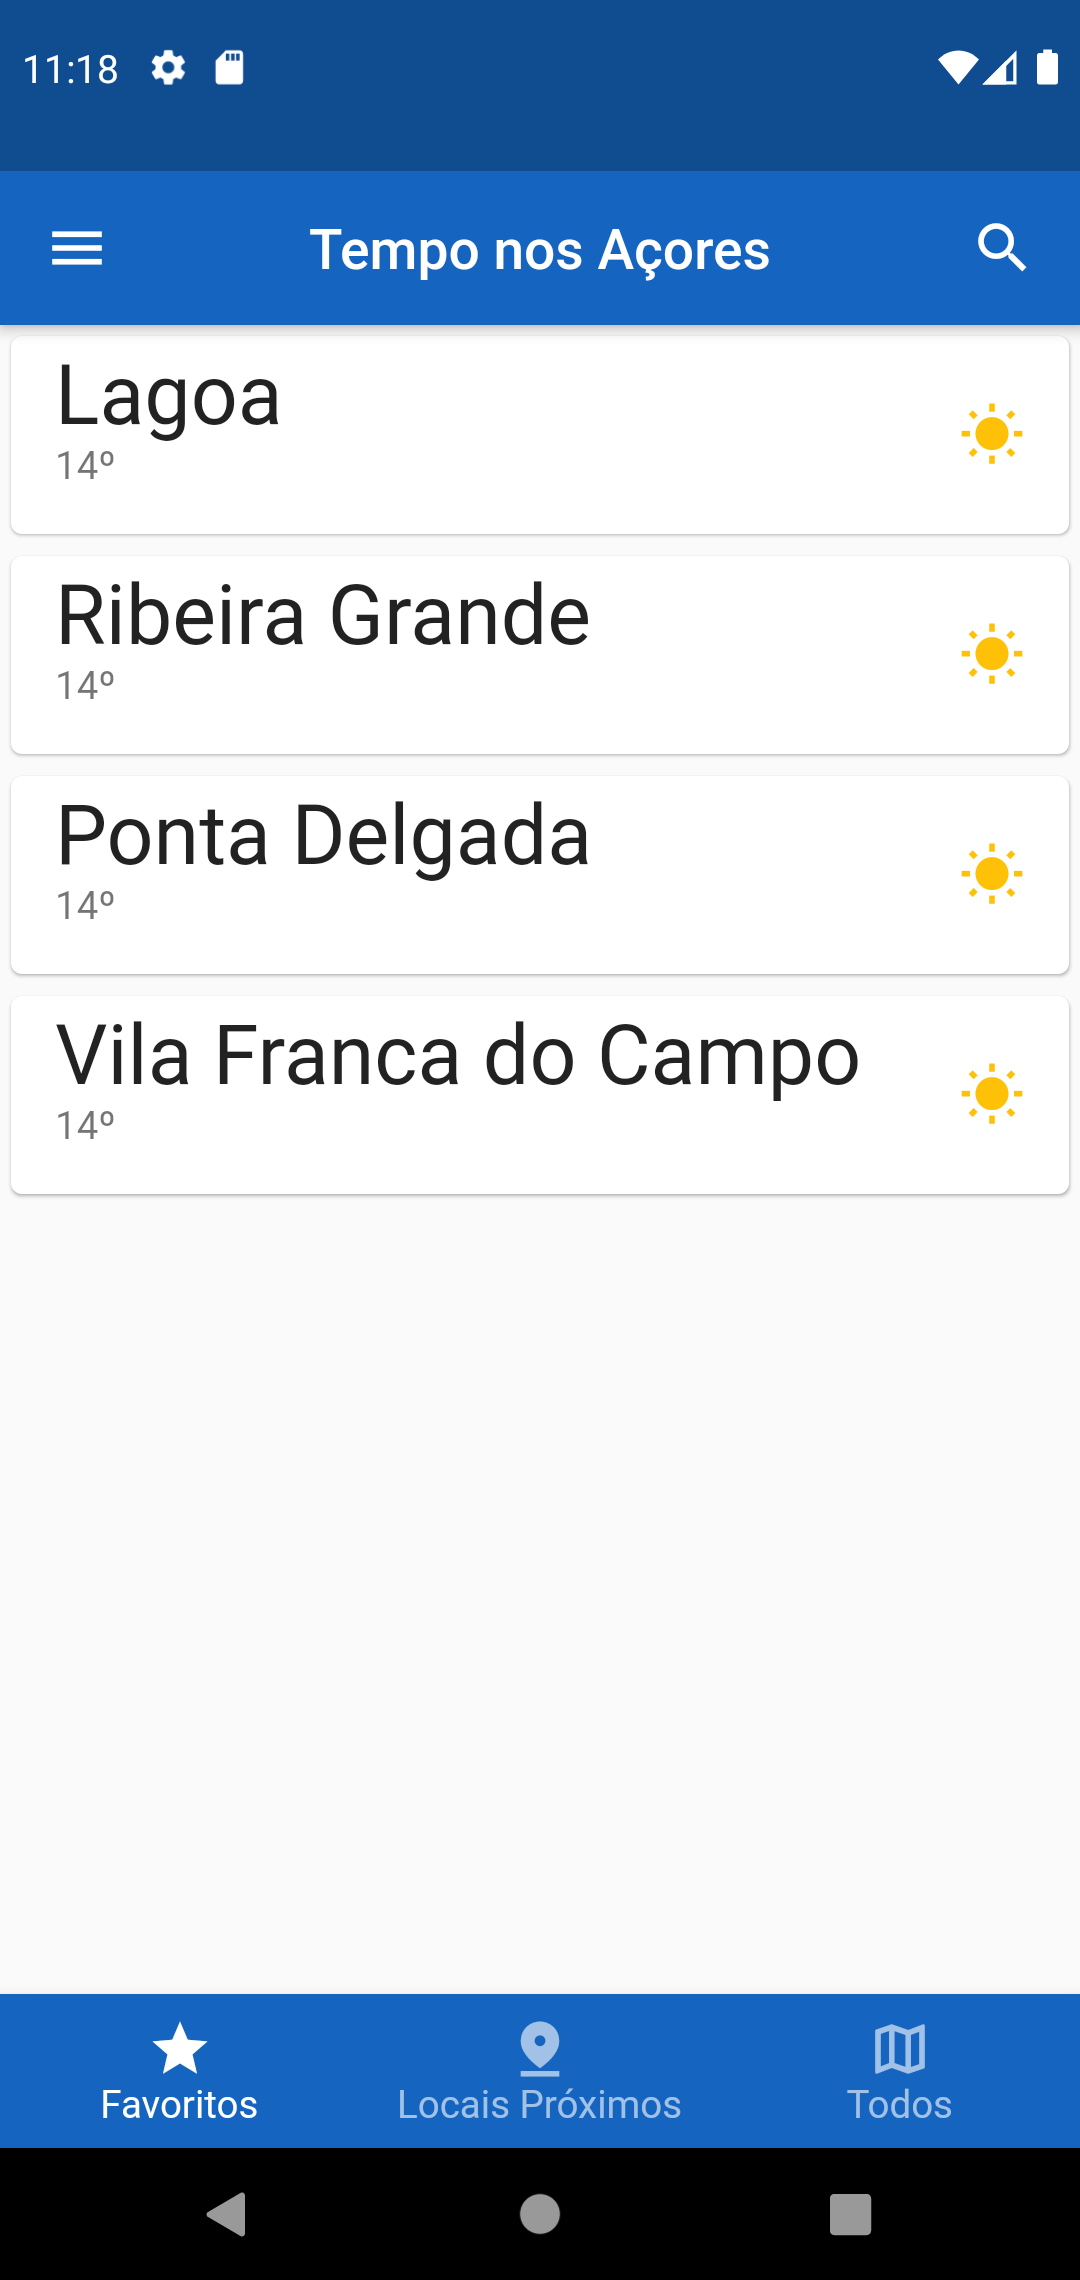 11:18
Tempo nos Açores
Lagoa
14º
Ribeira Grande
14º
Ponta Delgada
14º
Vila Franca do Campo
14º
Favoritos
Locais Próximos
Todos